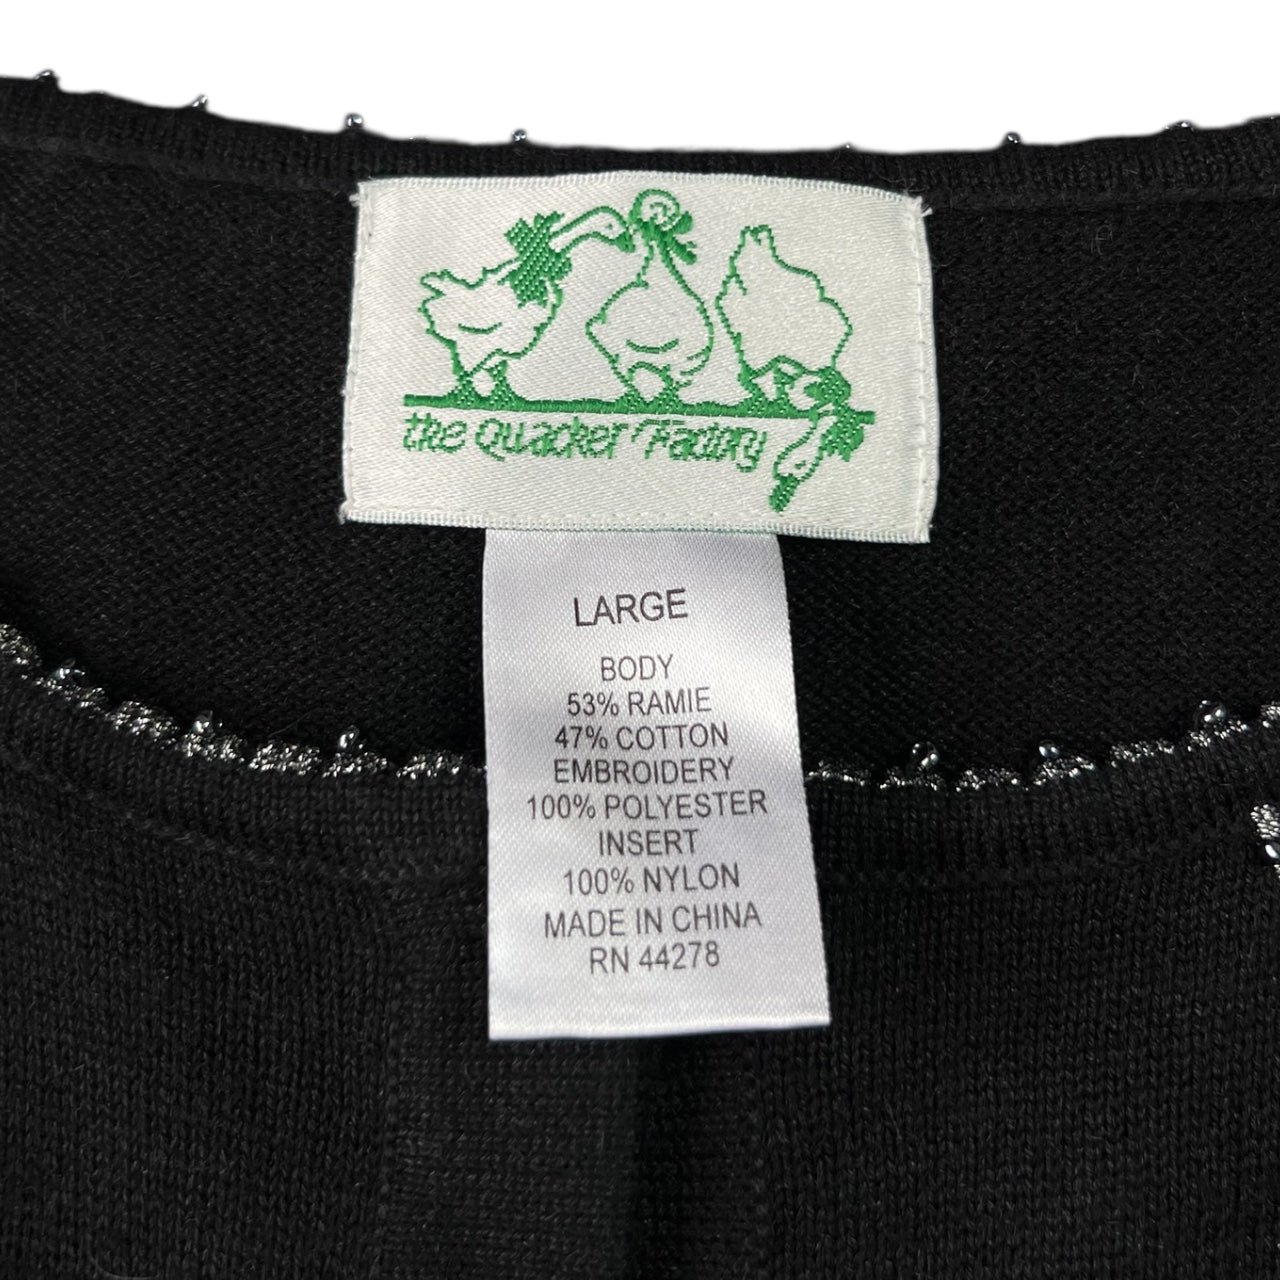 the Quacker Factory
LARGE
BODY
53% RAMIE
47% COTTON
EMBROIDERY
100% POLYESTER
INSERT
100% NYLON
MADE IN CHINA
RN 44278